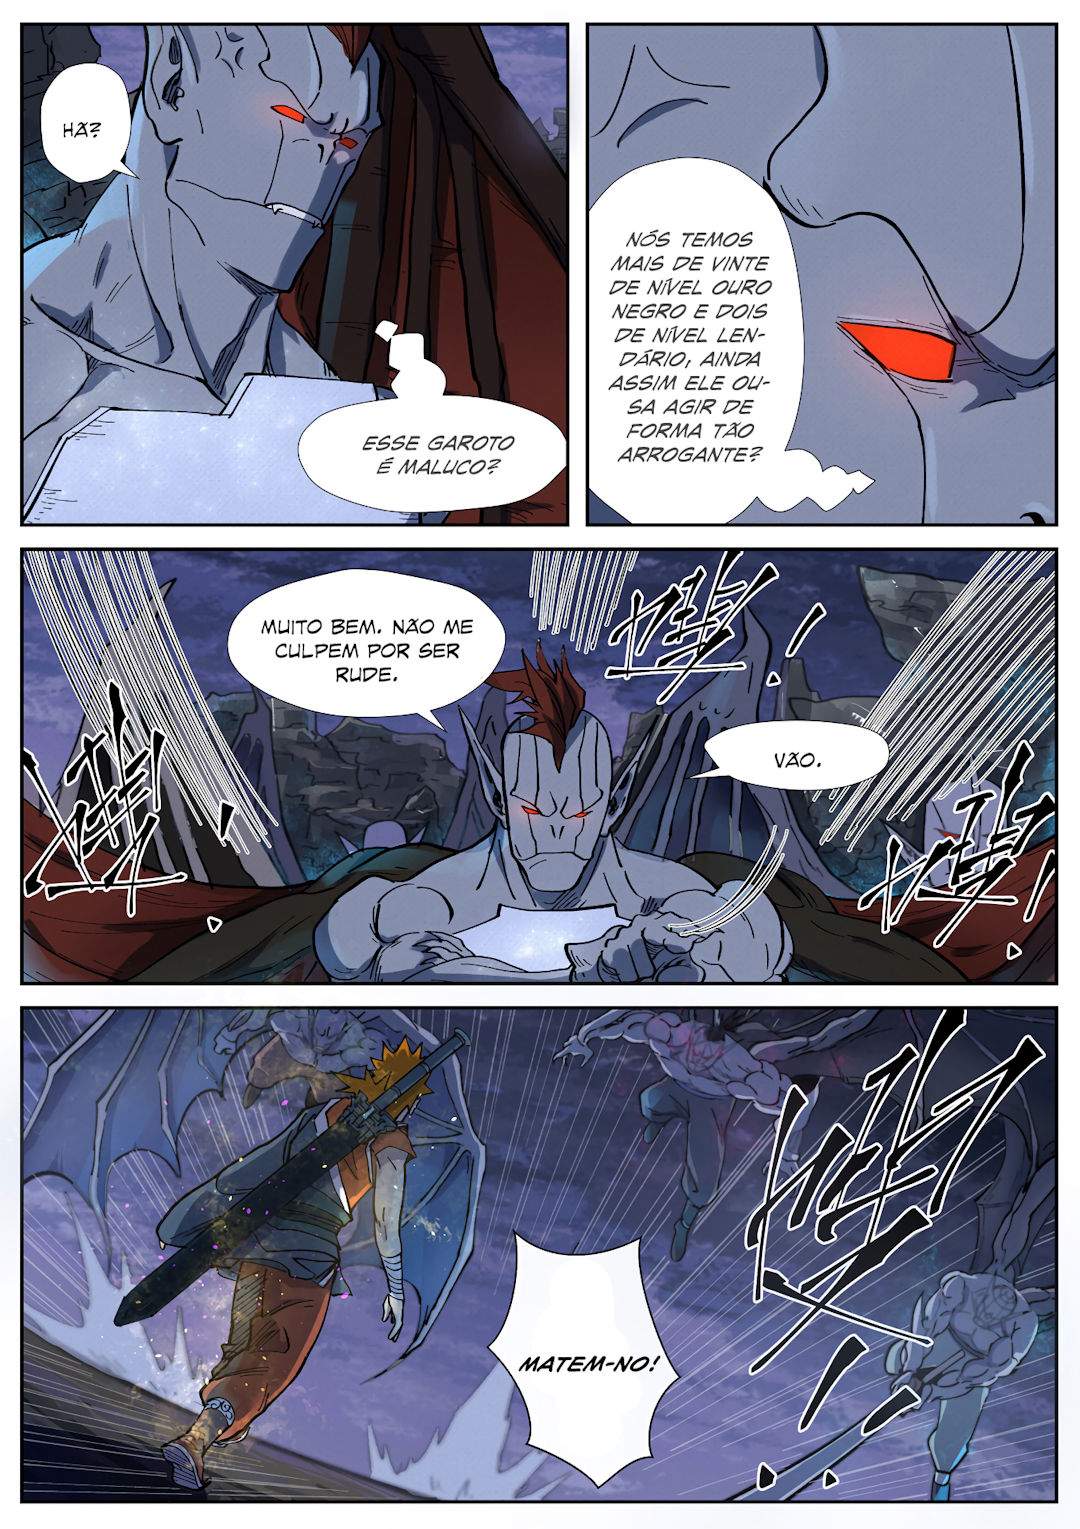 HÃ?
ESSE GAROTO
É MALUCO?
NÓS TEMOS
MAIS DE VINTE
DE NÍVEL OURO
NEGRO E DOIS
DE NÍVEL LEN-
DÁRIO, AINDA
ASSIM ELE OU-
SA AGIR DE
FORMA TÃO
ARROGANTE?
MUITO BEM. NÃO ME
CULPEM POR SER
RUDE.
VÃO.
MATEM-NO!